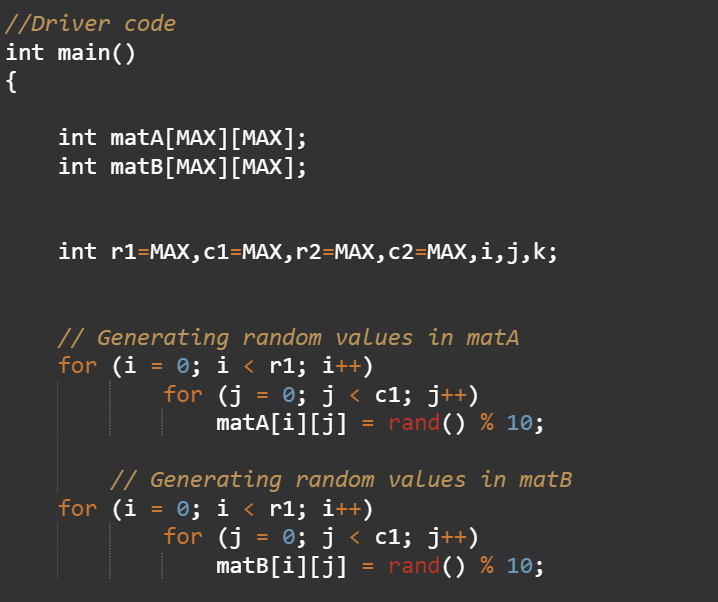 //Driver code
int main()
{
int matA[MAX][MAX];
int matB[MAX][MAX];
int r1=MAX,c1=MAX,r2=MAX,c2=MAX,i,j,k;
// Generating random values in matA
for (i = 0; i < r1; i++)
for (j = 0; j < c1; j++)
matA[i][j] = rand() % 10;
// Generating random values in matB
for (i = 0; i < r1; i++)
for (j = 0; j < c1; j++)
matB[i][j] = rand() % 10;